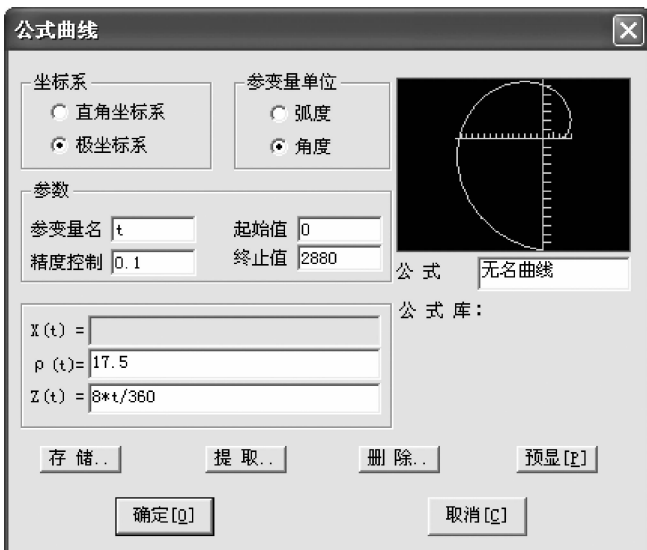 公式曲线
坐标系
直角坐标系
极坐标系
参变量单位
弧度
角度
参数
参变量名 t 起始值 0
精度控制 0.1 终止值 2880
公 式 无名曲线
公 式 库：
X(t) =
ρ (t)= 17.5
Z(t) = 8*t/360
存 储.. 提 取.. 删 除.. 预显[P]
确定[O] 取消[C]